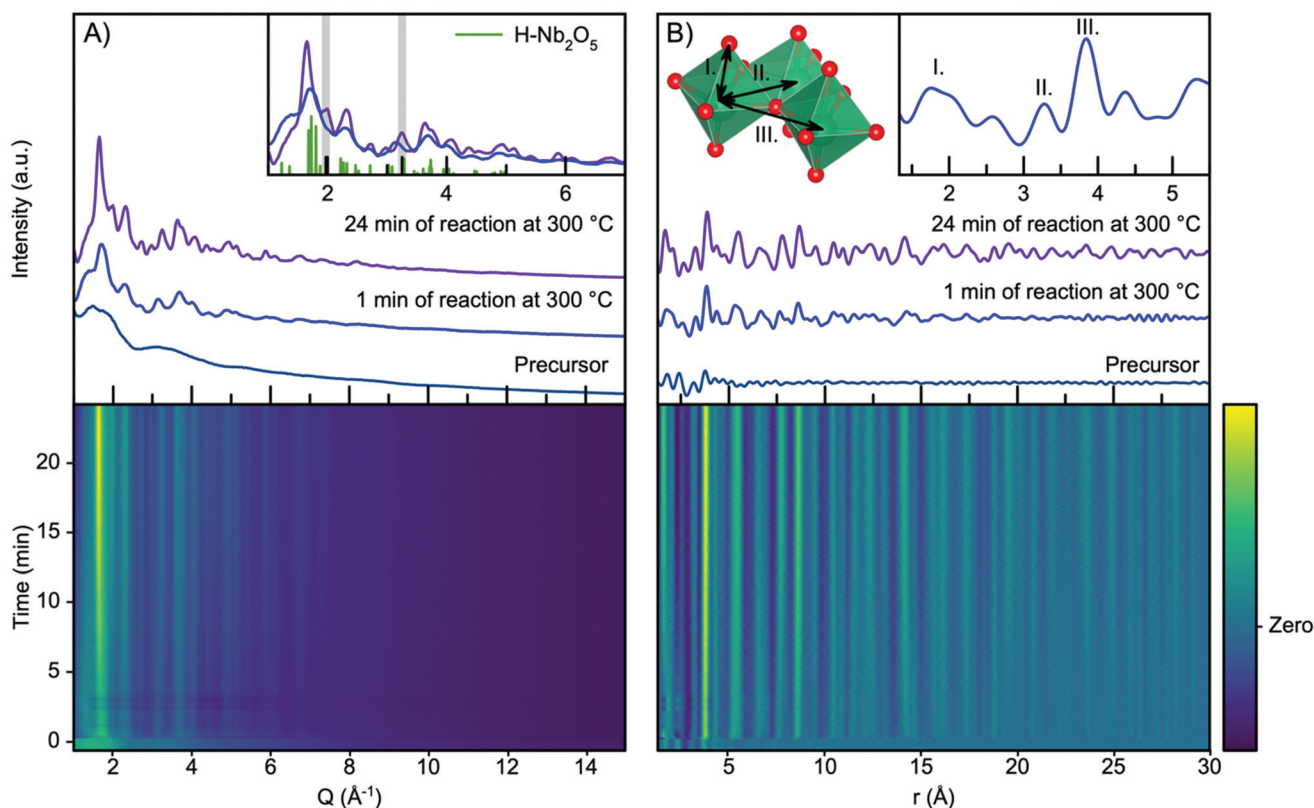 A)
H-Nb₂O₅
2 4 6
24 min of reaction at 300 °C
1 min of reaction at 300 °C
Precursor
Intensity (a.u.)
B)
I.
II.
III.
I.
II.
III.
2 3 4 5
24 min of reaction at 300 °C
1 min of reaction at 300 °C
Precursor
20
15
10
5
0
Time (min)
2 4 6 8 10 12 14
Q (Å⁻¹)
5 10 15 20 25 30
r (Å)
Zero